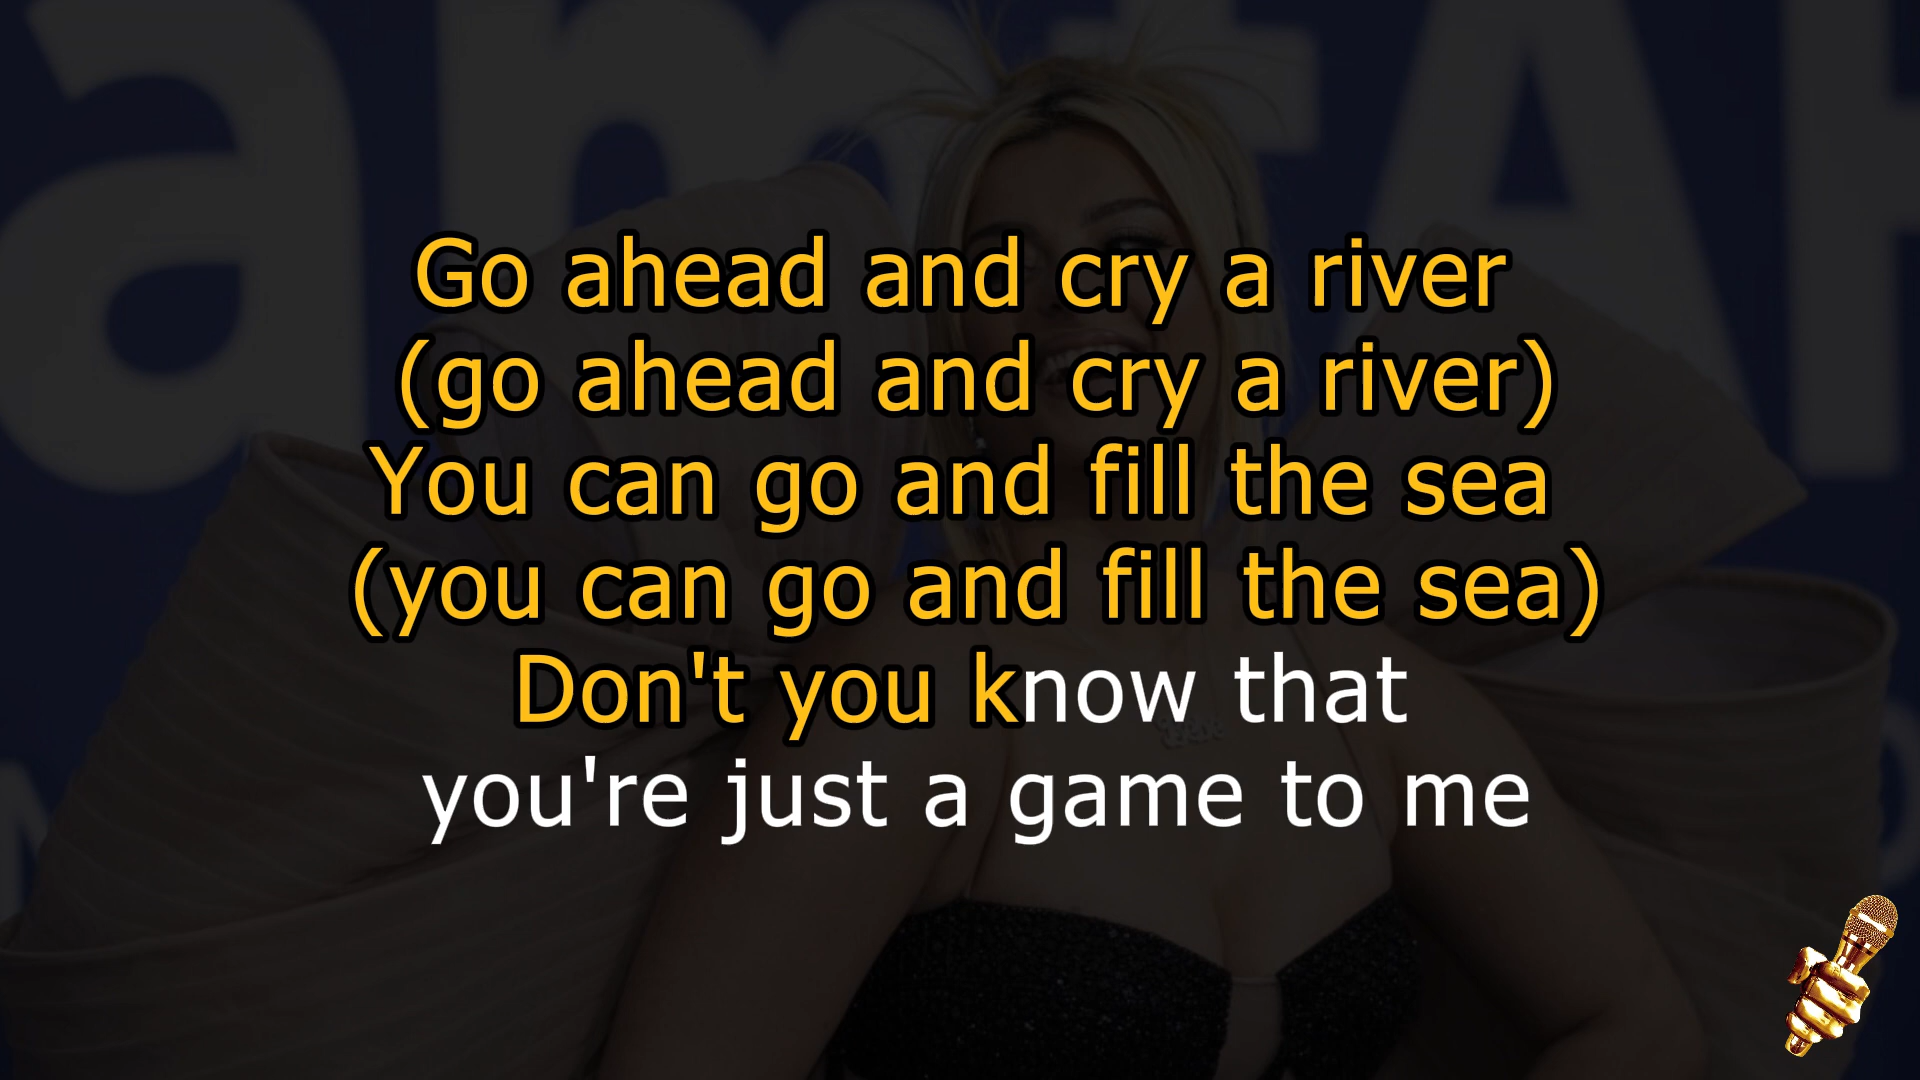 amfAR
Go ahead and cry a river
(go ahead and cry a river)
You can go and fill the sea
(you can go and fill the sea)
Don't you know that
you're just a game to me